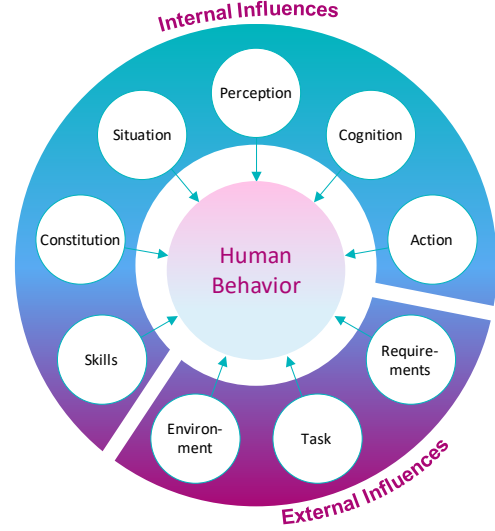 Internal Influences
Perception
Situation
Cognition
Constitution
Action
Human
Behavior
Skills
Require-
ments
Environ-
ment
Task
External Influences